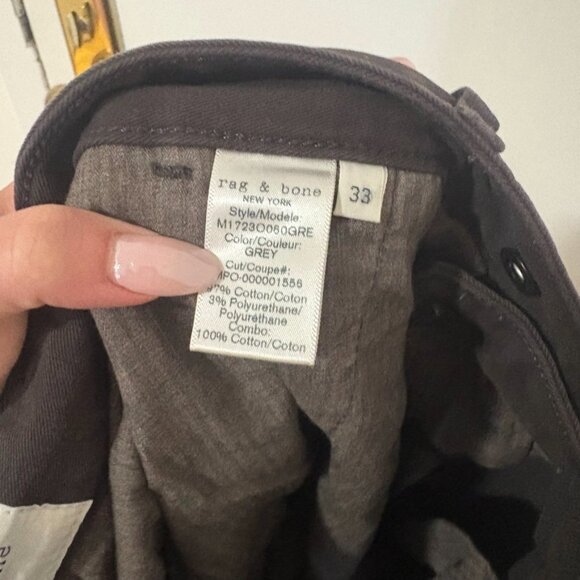 rag & bone
NEW YORK
Style/Modele:
M1723O060GRE
Color/Couleur:
GREY
Cut/Coupe#:
MPO-000001556
97% Cotton/Coton
3% Polyurethane/
Polyuréthane
Combo:
100% Cotton/Coton
33